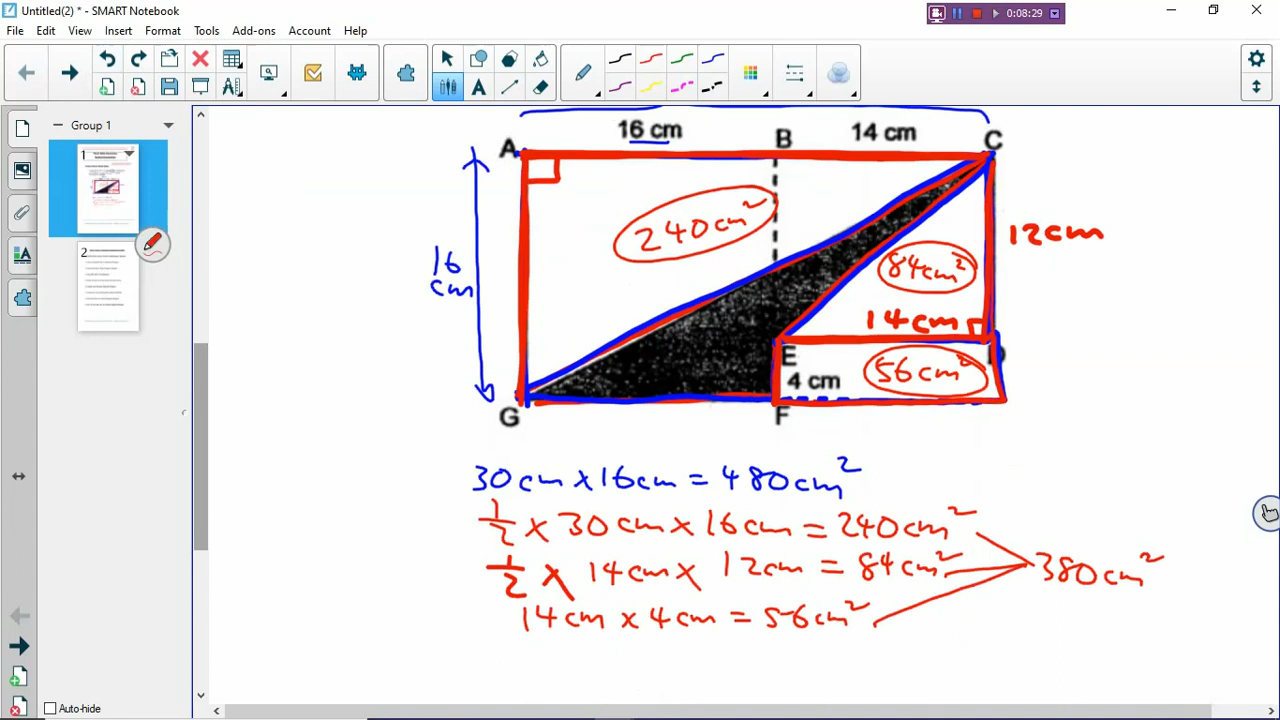 Untitled(2) * - SMART Notebook
0:08:29
File Edit View Insert Format Tools Add-ons Account Help
Group 1
1
2
Auto-hide
16 cm B 14 cm
A C
240cm²
12cm
84cm²
16
cm
14cm
E D
4 cm 56cm²
G F
30cm x 16cm = 480cm²
1/2 x 30cm x 16cm = 240cm²
1/2 x 14cm x 12cm = 84cm²
380cm²
14cm x 4cm = 56cm²